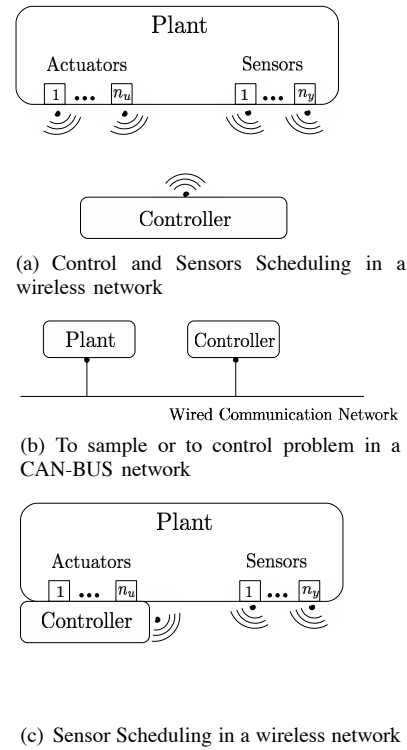 Plant
Actuators Sensors
1 ... n_u 1 ... n_y
Controller
(a) Control and Sensors Scheduling in a
wireless network
Plant Controller
Wired Communication Network
(b) To sample or to control problem in a
CAN-BUS network
Plant
Actuators Sensors
1 ... n_u 1 ... n_y
Controller
(c) Sensor Scheduling in a wireless network